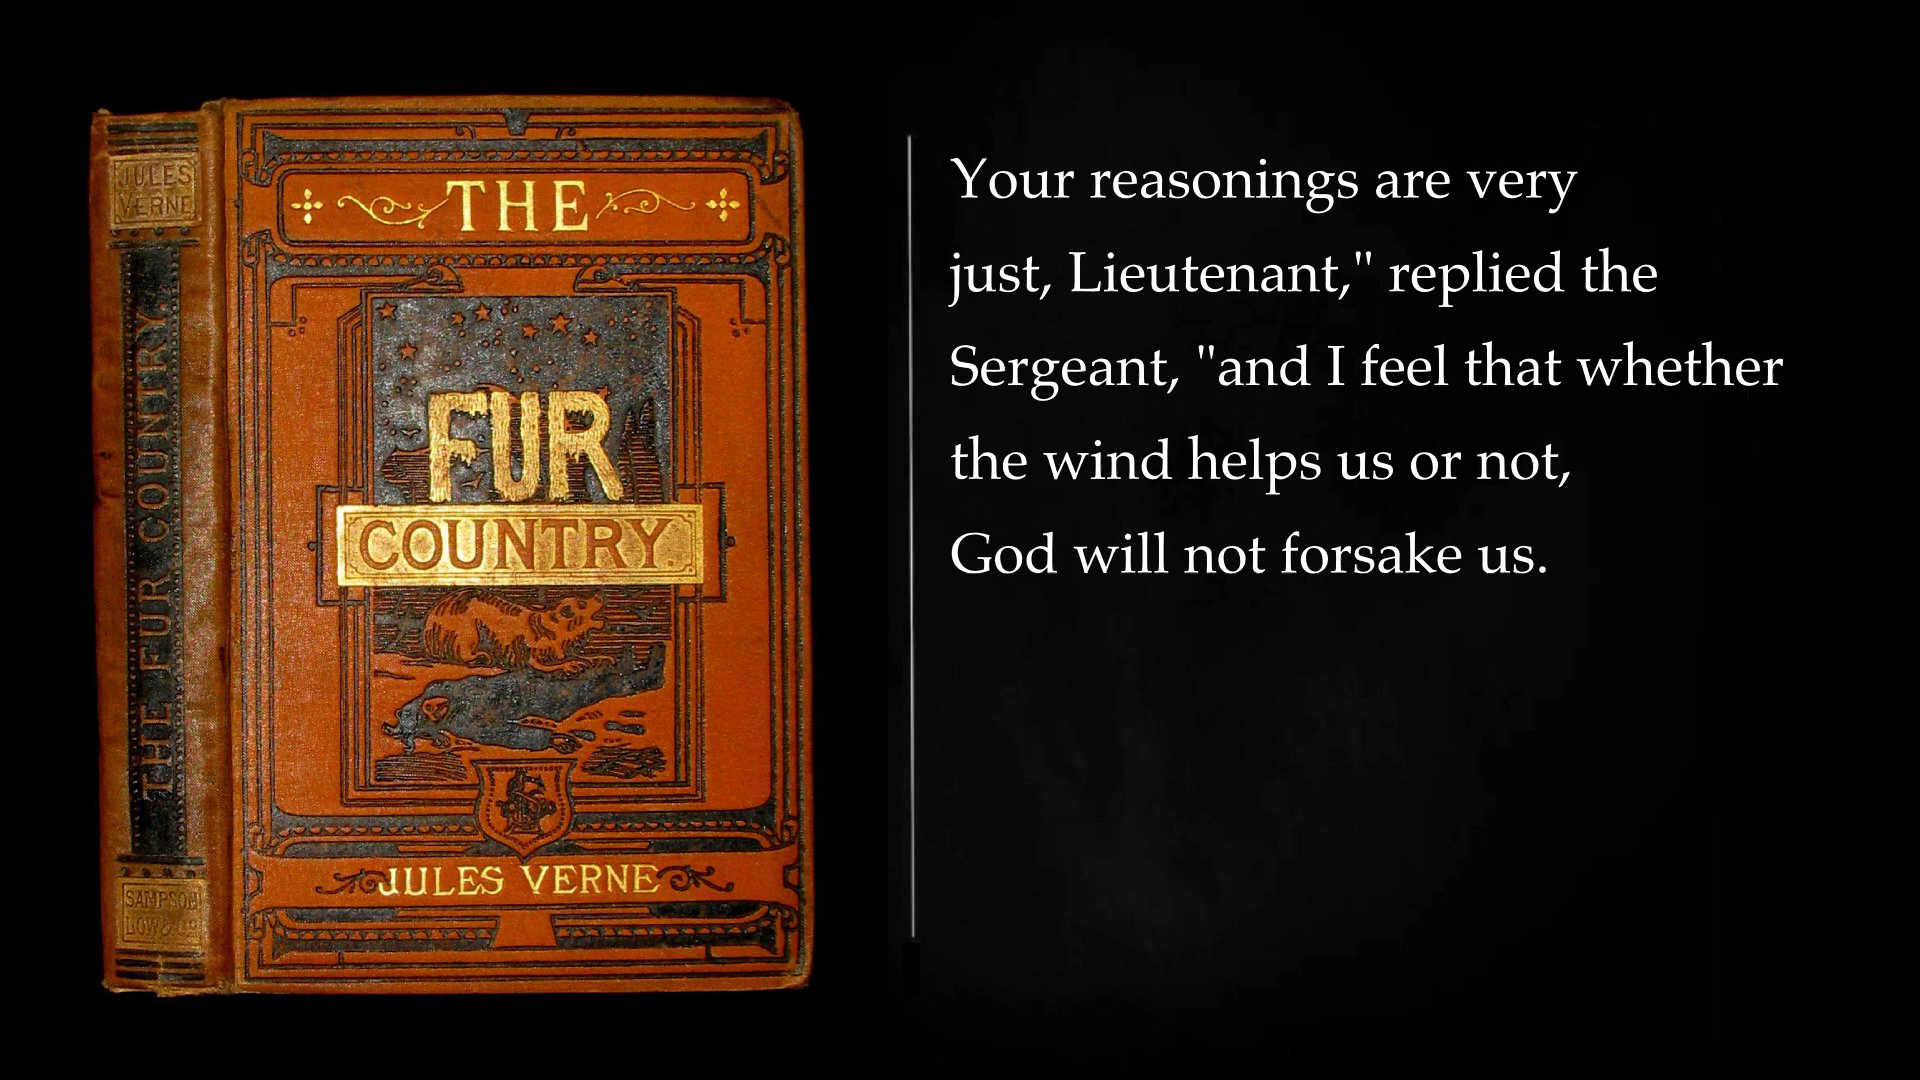 JULES
VERNE
THE FUR COUNTRY.
SAMPSON
LOW & Co
THE
FUR
COUNTRY.
JULES VERNE
Your reasonings are very
just, Lieutenant," replied the
Sergeant, "and I feel that whether
the wind helps us or not,
God will not forsake us.